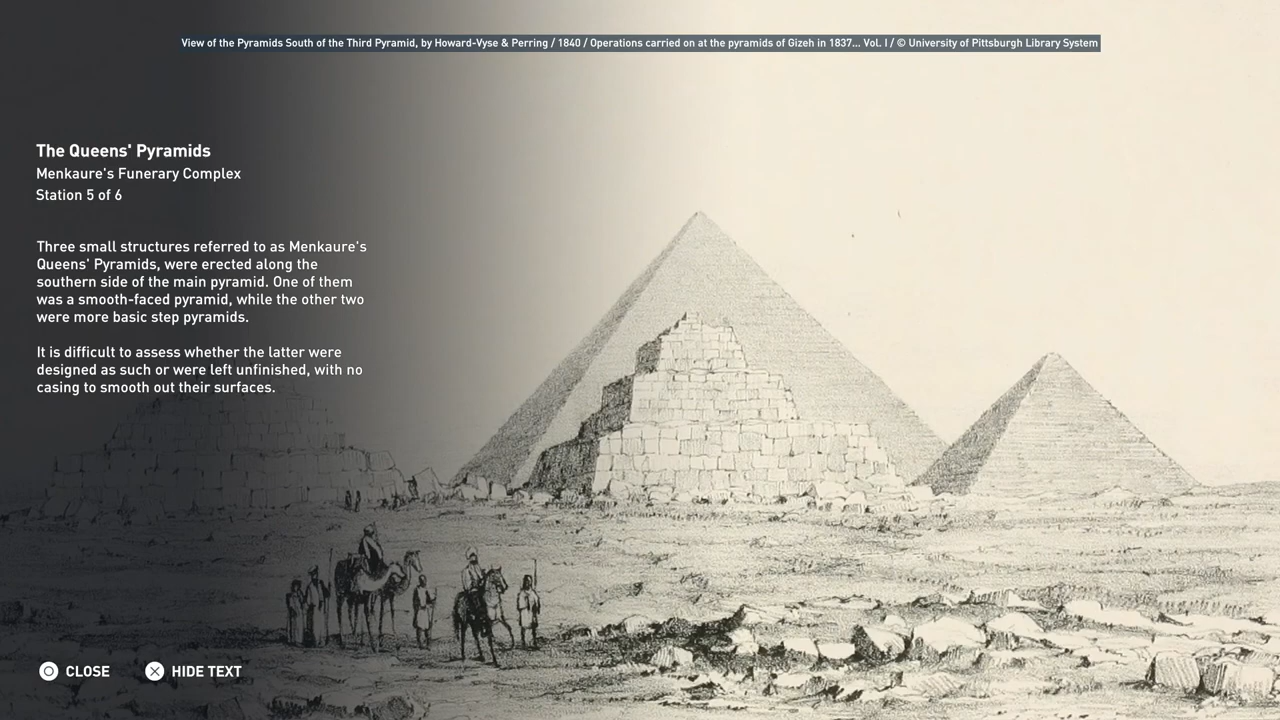 View of the Pyramids South of the Third Pyramid, by Howard-Vyse & Perring / 1840 / Operations carried on at the pyramids of Gizeh in 1837... Vol. I / © University of Pittsburgh Library System
The Queens' Pyramids
Menkaure's Funerary Complex
Station 5 of 6
Three small structures referred to as Menkaure's
Queens' Pyramids, were erected along the
southern side of the main pyramid. One of them
was a smooth-faced pyramid, while the other two
were more basic step pyramids.
It is difficult to assess whether the latter were
designed as such or were left unfinished, with no
casing to smooth out their surfaces.
CLOSE
HIDE TEXT